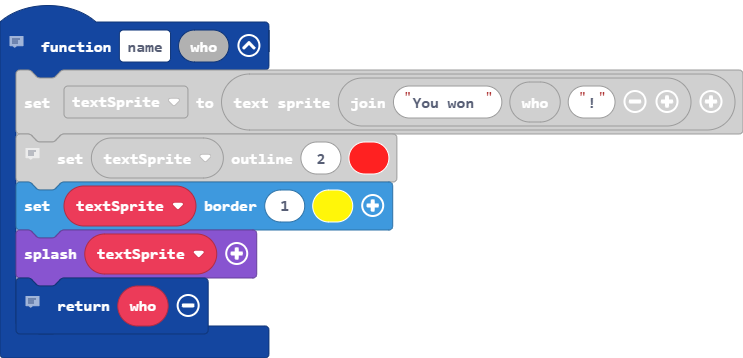 function name who
set textSprite to text sprite join "You won " who "!"
set textSprite outline 2
set textSprite border 1
splash textSprite
return who